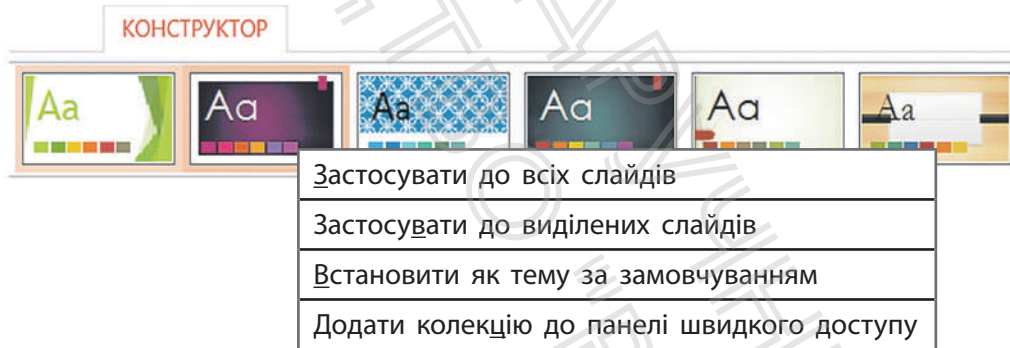 КОНСТРУКТОР
Aa Aa Aa Aa Aa Aa
Застосувати до всіх слайдів
Застосувати до виділених слайдів
Встановити як тему за замовчуванням
Додати колекцію до панелі швидкого доступу